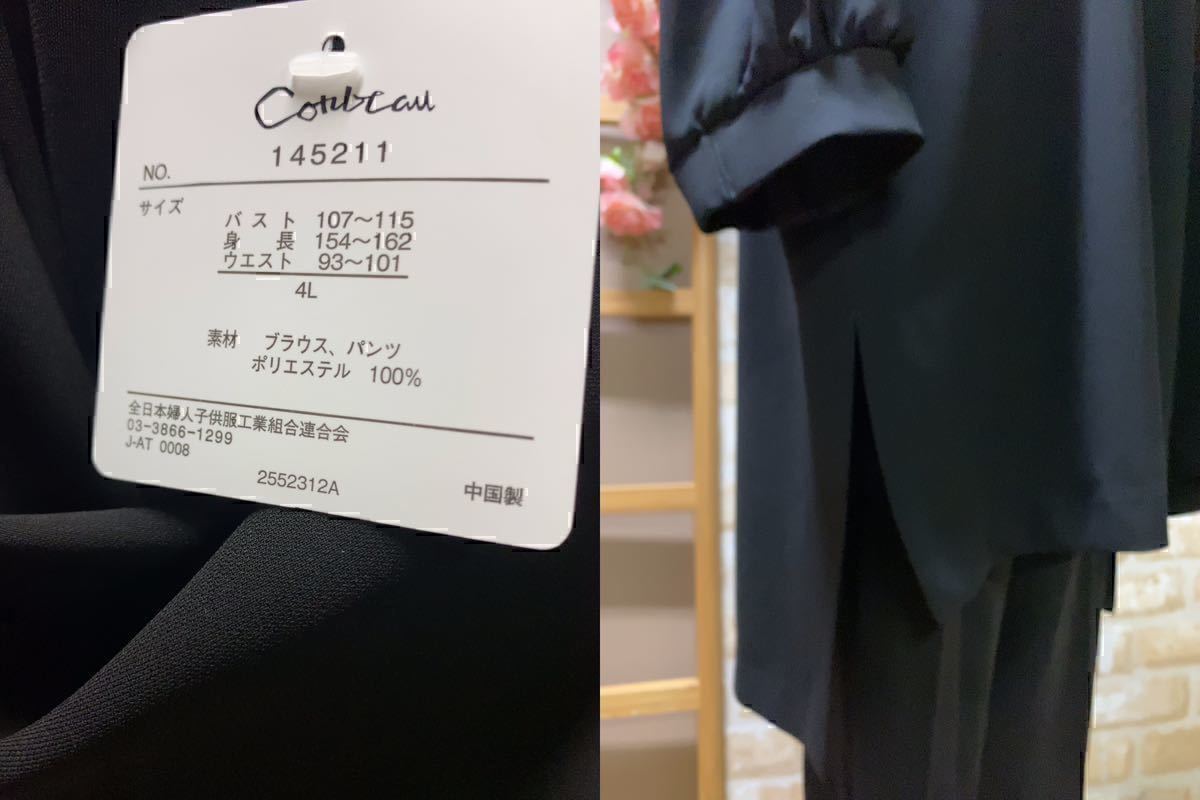 Corbeau
NO. 145211
サイズ
バスト 107〜115
身長 154〜162
ウエスト 93〜101
4L
素材 ブラウス、パンツ
ポリエステル 100%
全日本婦人子供服工業組合連合会
03-3866-1299
J-AT 0008
2552312A
中国製